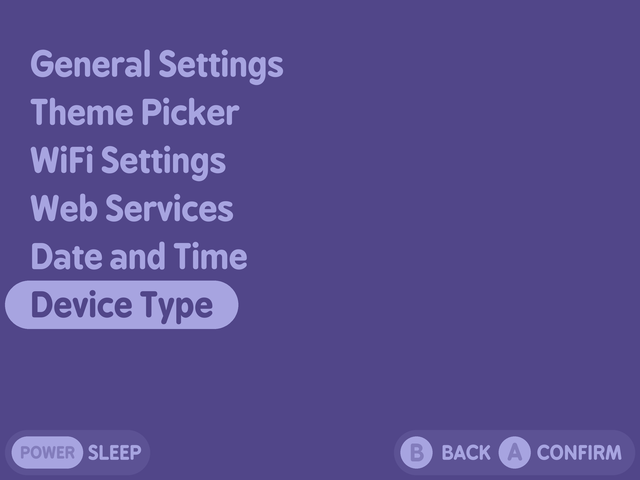 General Settings
Theme Picker
WiFi Settings
Web Services
Date and Time
Device Type
POWER SLEEP
B BACK A CONFIRM